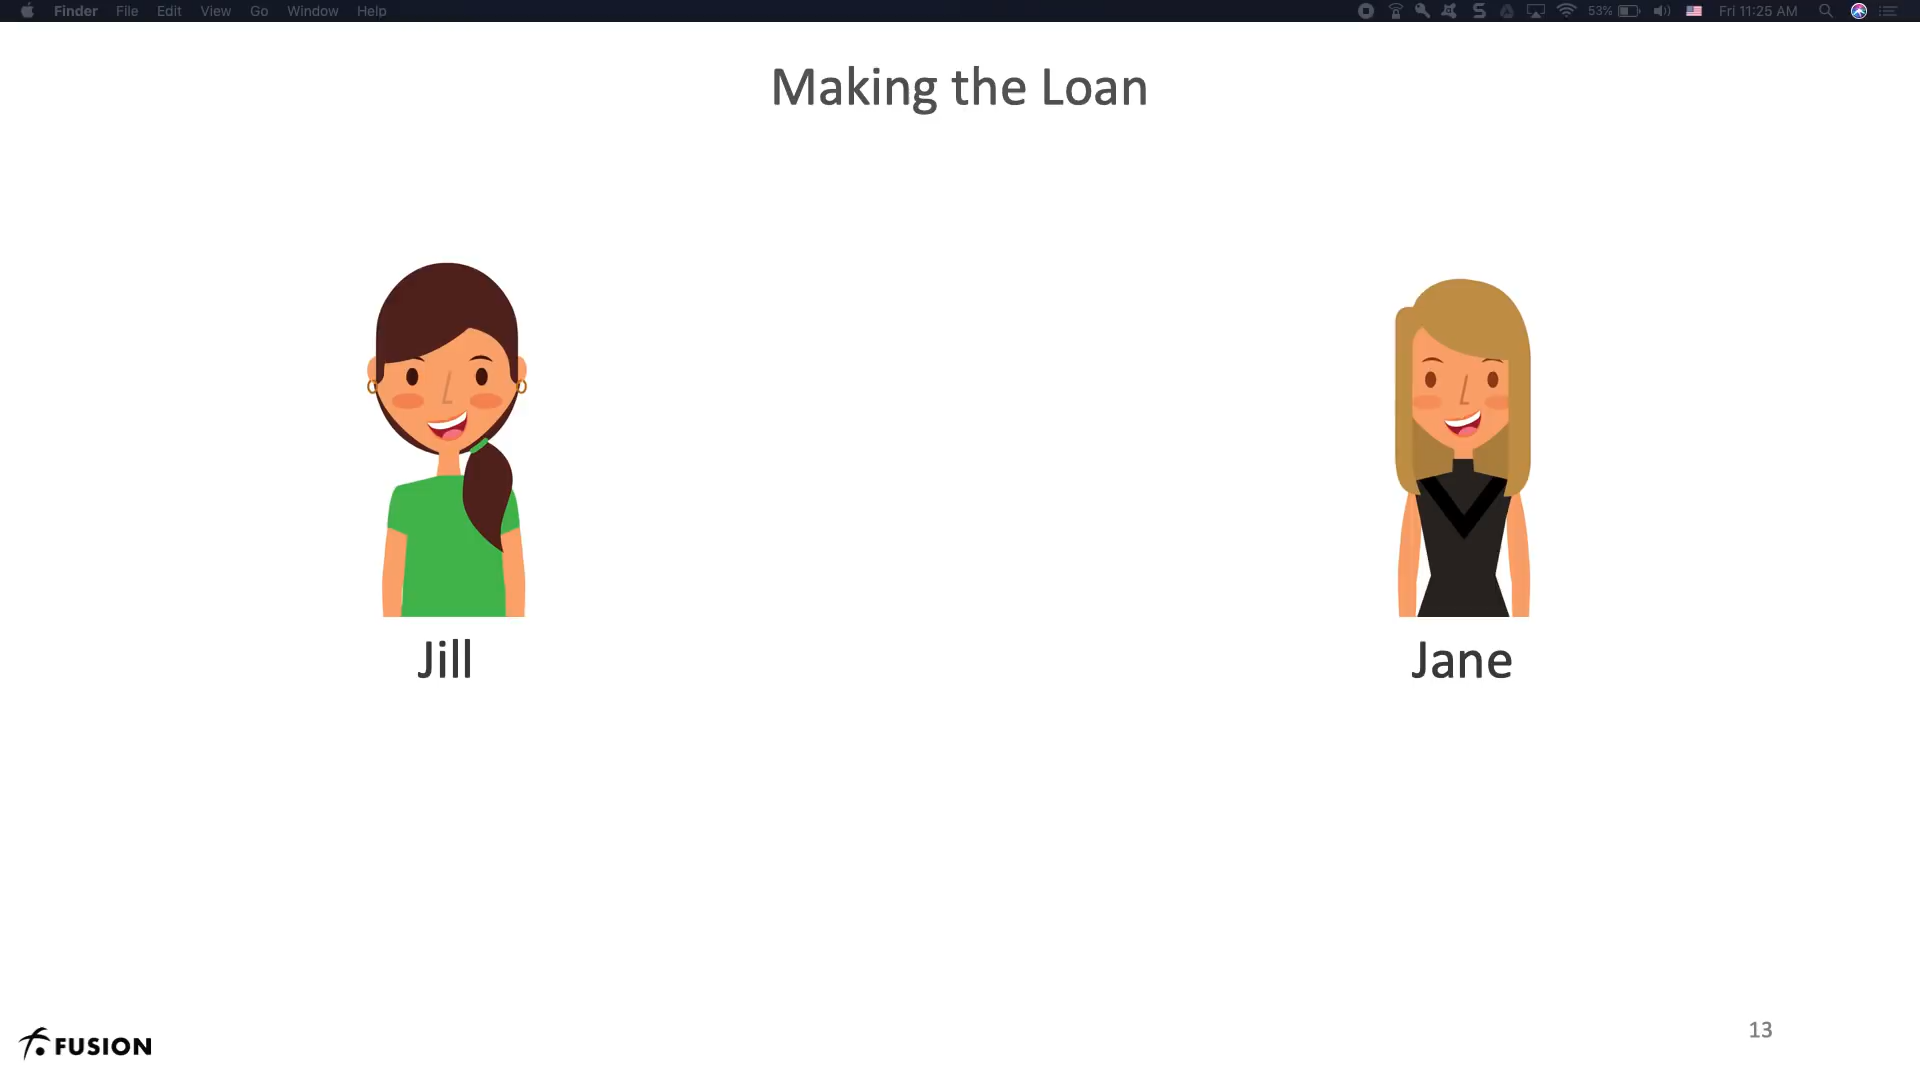 Finder File Edit View Go Window Help 53% Fri 11:25 AM
Making the Loan
Jill
Jane
FUSION
13